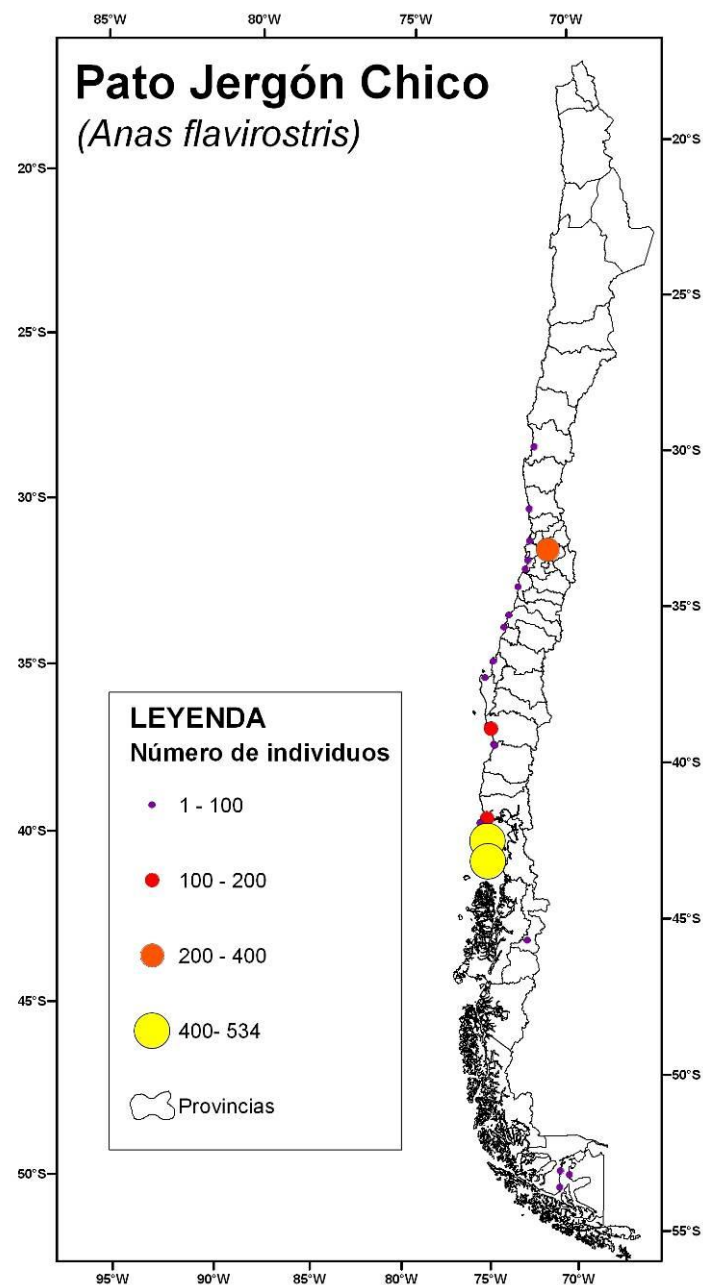 85°W 80°W 75°W 70°W
Pato Jergón Chico
(Anas flavirostris)
20°S
20°S
25°S
25°S
30°S
30°S
35°S
35°S
40°S
40°S
45°S
45°S
50°S
50°S
55°S
LEYENDA
Número de individuos
1 - 100
100 - 200
200 - 400
400- 534
Provincias
95°W 90°W 85°W 80°W 75°W 70°W